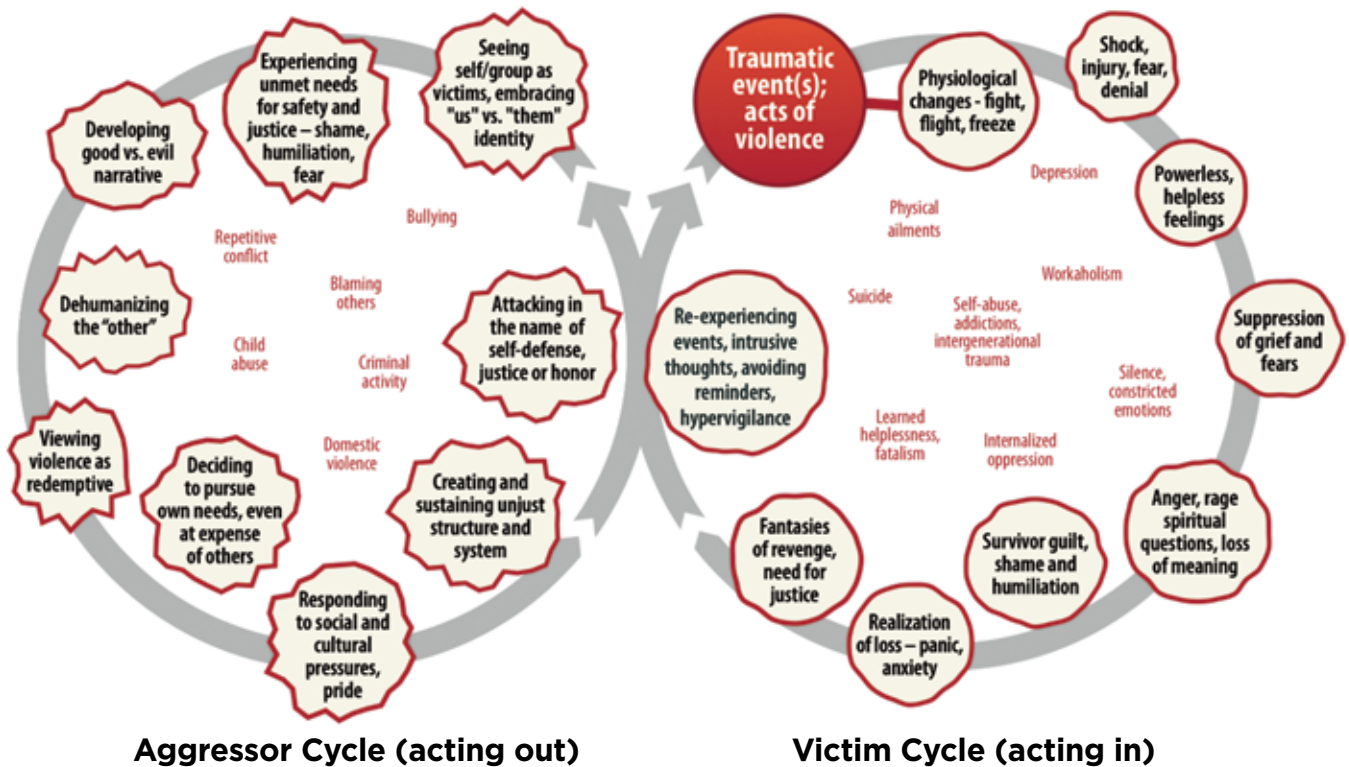 Seeing
self/group as
victims, embracing
"us" vs. "them"
identity
Experiencing
unmet needs
for safety and
justice – shame,
humiliation,
fear
Developing
good vs. evil
narrative
Dehumanizing
the “other”
Viewing
violence as
redemptive
Deciding
to pursue
own needs, even
at expense
of others
Responding
to social and
cultural
pressures,
pride
Creating and
sustaining unjust
structure and
system
Attacking in
the name of
self-defense,
justice or honor
Bullying
Repetitive
conflict
Blaming
others
Child
abuse
Criminal
activity
Domestic
violence
Aggressor Cycle (acting out)
Traumatic
event(s);
acts of
violence
Physiological
changes - fight,
flight, freeze
Shock,
injury, fear,
denial
Powerless,
helpless
feelings
Suppression
of grief and
fears
Anger, rage
spiritual
questions, loss
of meaning
Survivor guilt,
shame and
humiliation
Realization
of loss – panic,
anxiety
Fantasies
of revenge,
need for
justice
Re-experiencing
events, intrusive
thoughts, avoiding
reminders,
hypervigilance
Depression
Physical
ailments
Workaholism
Suicide
Self-abuse,
addictions,
intergenerational
trauma
Silence,
constricted
emotions
Learned
helplessness,
fatalism
Internalized
oppression
Victim Cycle (acting in)